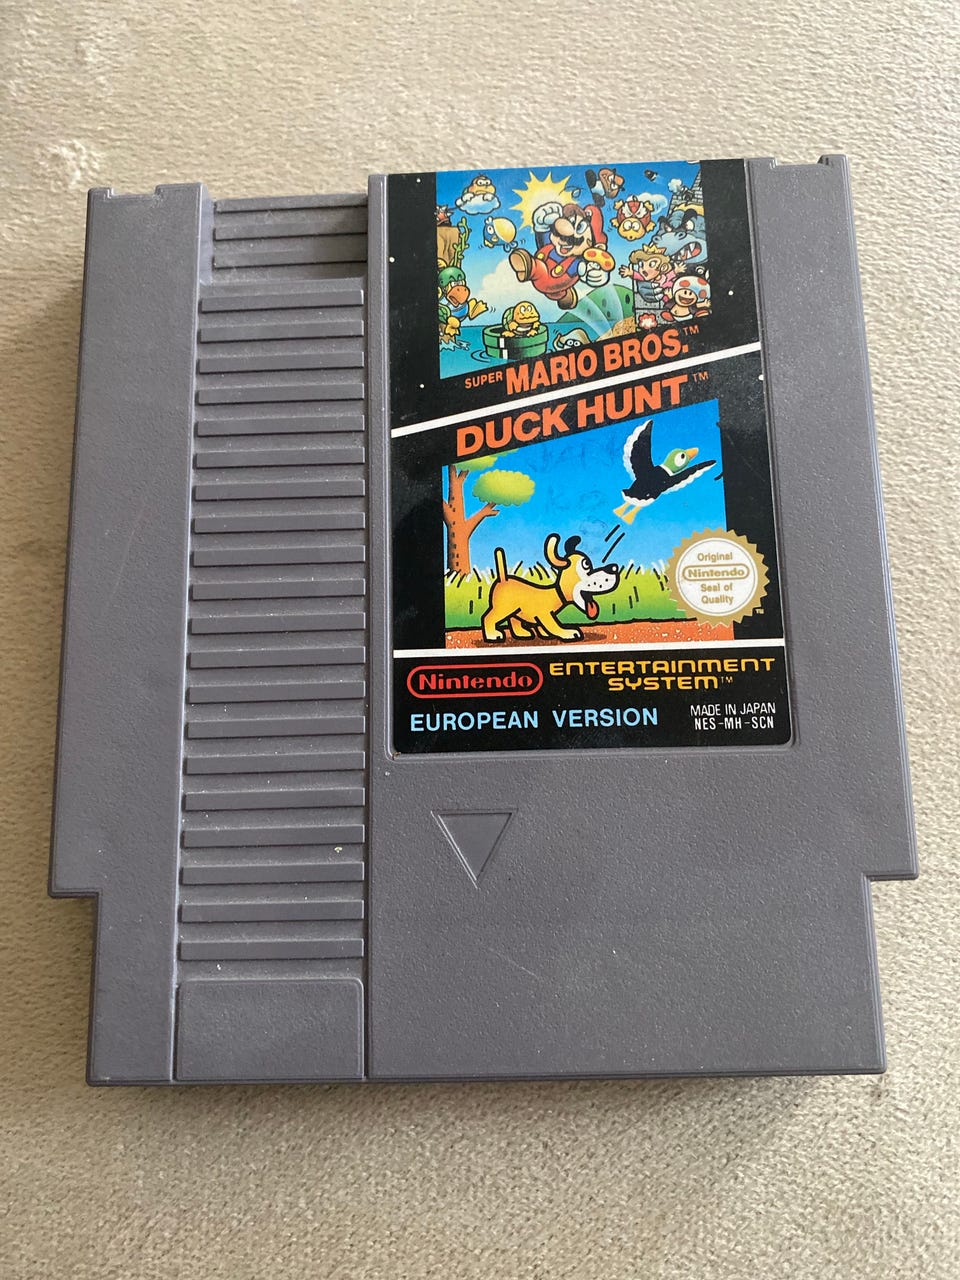 SUPER MARIO BROS.™
DUCK HUNT™
Original
Nintendo
Seal of
Quality
TM
Nintendo
ENTERTAINMENT
SYSTEM™
EUROPEAN VERSION
MADE IN JAPAN
NES-MH-SCN